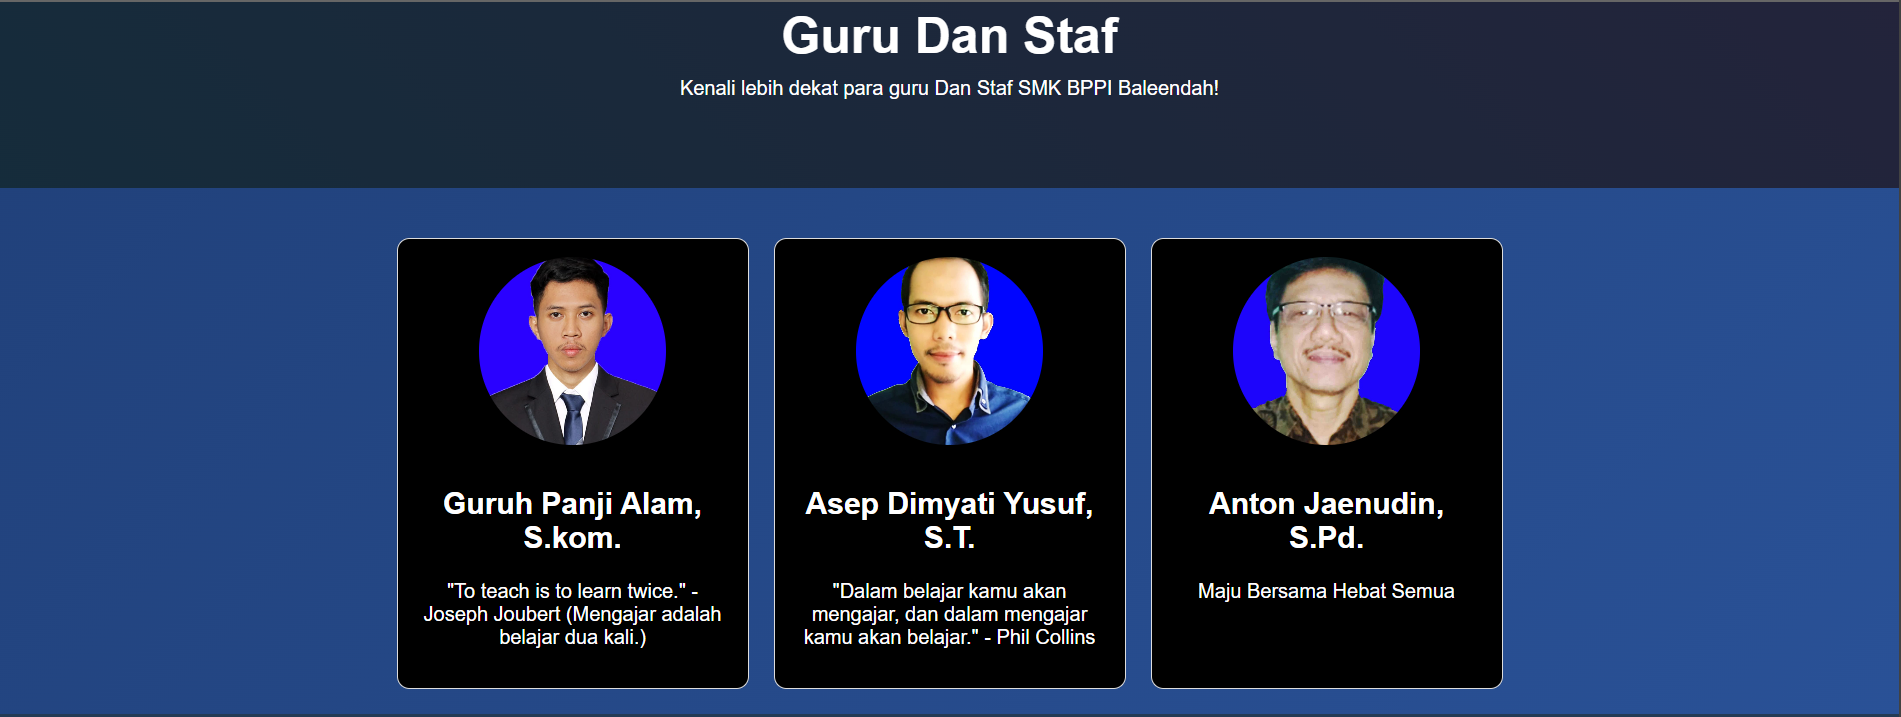 Guru Dan Staf
Kenali lebih dekat para guru Dan Staf SMK BPPI Baleendah!
Guruh Panji Alam,
S.kom.
"To teach is to learn twice." -
Joseph Joubert (Mengajar adalah
belajar dua kali.)
Asep Dimyati Yusuf,
S.T.
"Dalam belajar kamu akan
mengajar, dan dalam mengajar
kamu akan belajar." - Phil Collins
Anton Jaenudin,
S.Pd.
Maju Bersama Hebat Semua